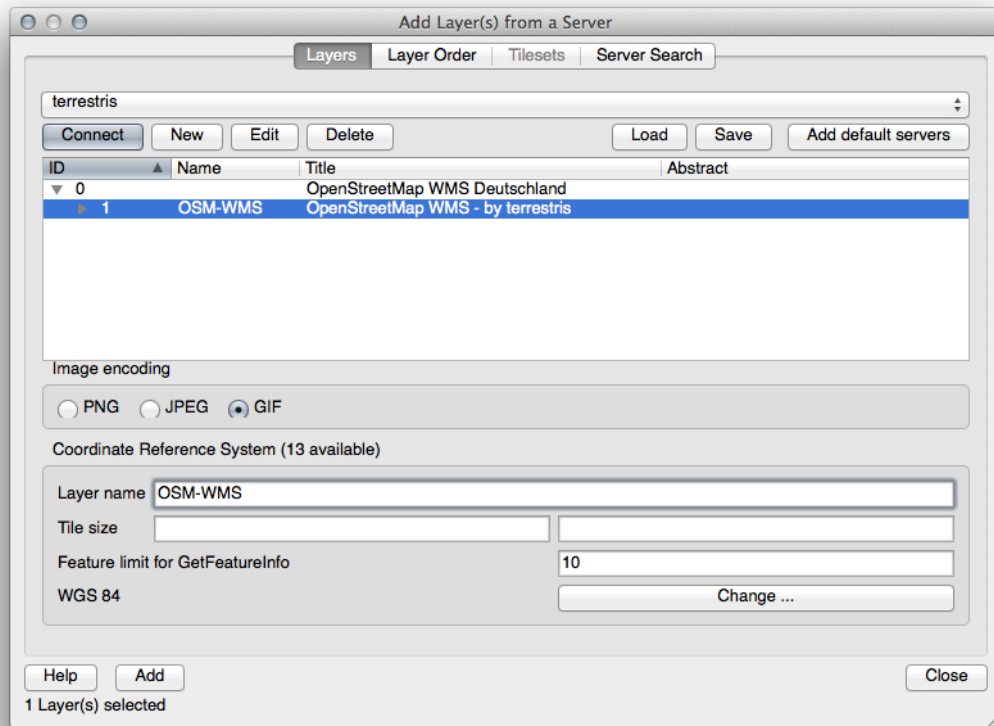 Add Layer(s) from a Server
Layers Layer Order Tilesets Server Search
terrestris
Connect New Edit Delete Load Save Add default servers
ID Name Title Abstract
0 OpenStreetMap WMS Deutschland
1 OSM-WMS OpenStreetMap WMS - by terrestris
Image encoding
PNG JPEG GIF
Coordinate Reference System (13 available)
Layer name OSM-WMS
Tile size
Feature limit for GetFeatureInfo 10
WGS 84 Change ...
Help Add Close
1 Layer(s) selected